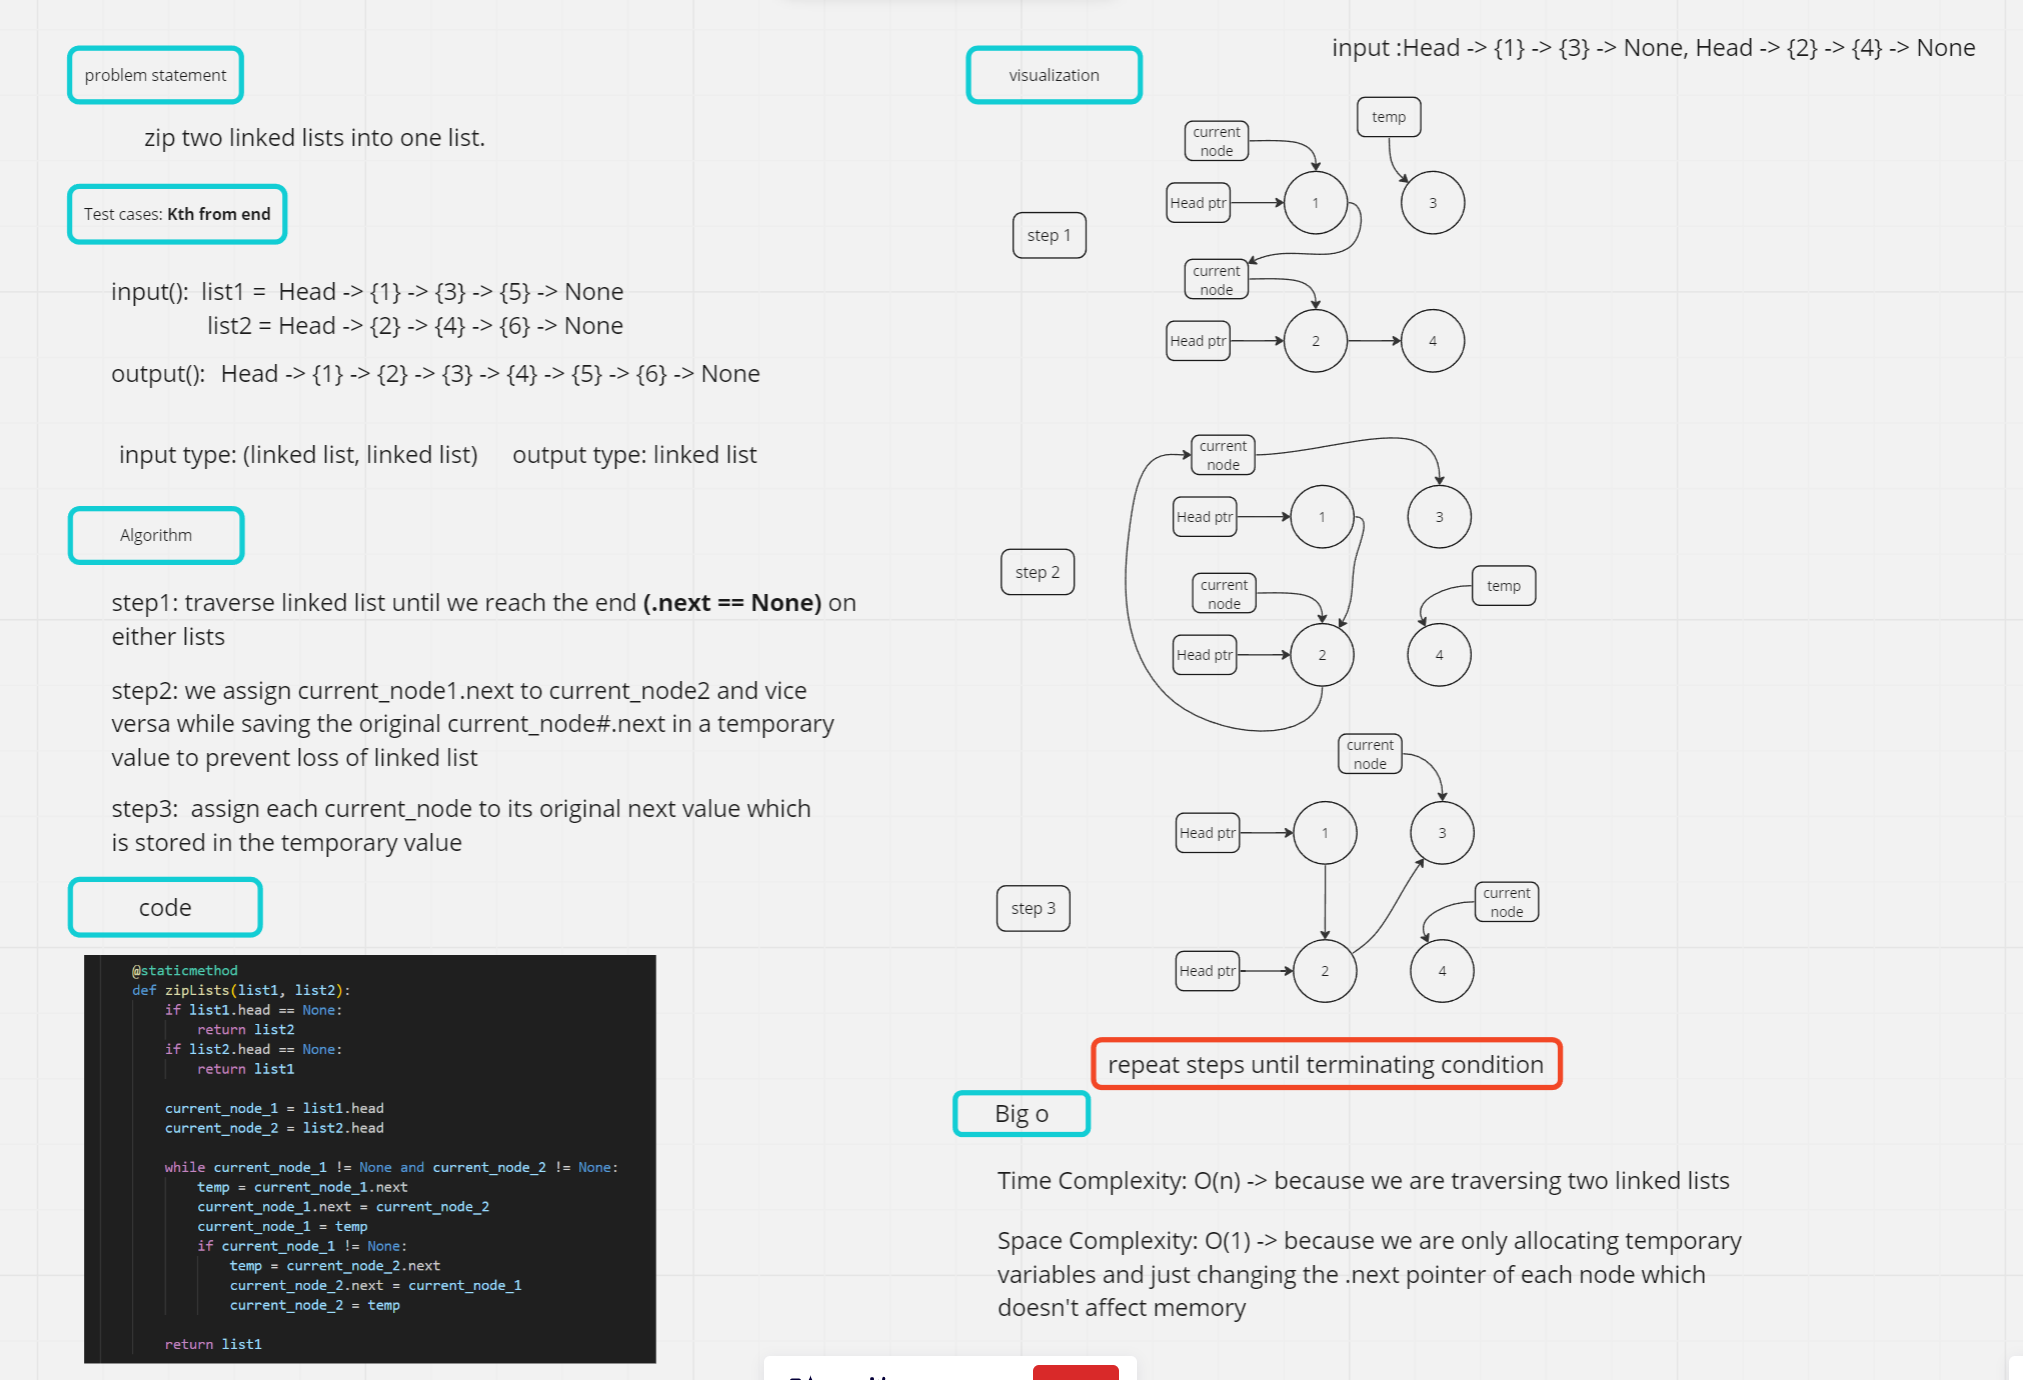 problem statement
zip two linked lists into one list.
Test cases: Kth from end
input():  list1 =  Head -> {1} -> {3} -> {5} -> None
list2 = Head -> {2} -> {4} -> {6} -> None
output():  Head -> {1} -> {2} -> {3} -> {4} -> {5} -> {6} -> None
input type: (linked list, linked list)     output type: linked list
Algorithm
step1: traverse linked list until we reach the end (.next == None) on
either lists
step2: we assign current_node1.next to current_node2 and vice
versa while saving the original current_node#.next in a temporary
value to prevent loss of linked list
step3:  assign each current_node to its original next value which
is stored in the temporary value
code
@staticmethod
def zipLists(list1, list2):
if list1.head == None:
return list2
if list2.head == None:
return list1
current_node_1 = list1.head
current_node_2 = list2.head
while current_node_1 != None and current_node_2 != None:
temp = current_node_1.next
current_node_1.next = current_node_2
current_node_1 = temp
if current_node_1 != None:
temp = current_node_2.next
current_node_2.next = current_node_1
current_node_2 = temp
return list1
visualization
input :Head -> {1} -> {3} -> None, Head -> {2} -> {4} -> None
step 1
current
node
temp
Head ptr
1
3
current
node
Head ptr
2
4
step 2
current
node
Head ptr
1
3
current
node
temp
Head ptr
2
4
step 3
current
node
Head ptr
1
3
current
node
Head ptr
2
4
repeat steps until terminating condition
Big o
Time Complexity: O(n) -> because we are traversing two linked lists
Space Complexity: O(1) -> because we are only allocating temporary
variables and just changing the .next pointer of each node which
doesn't affect memory